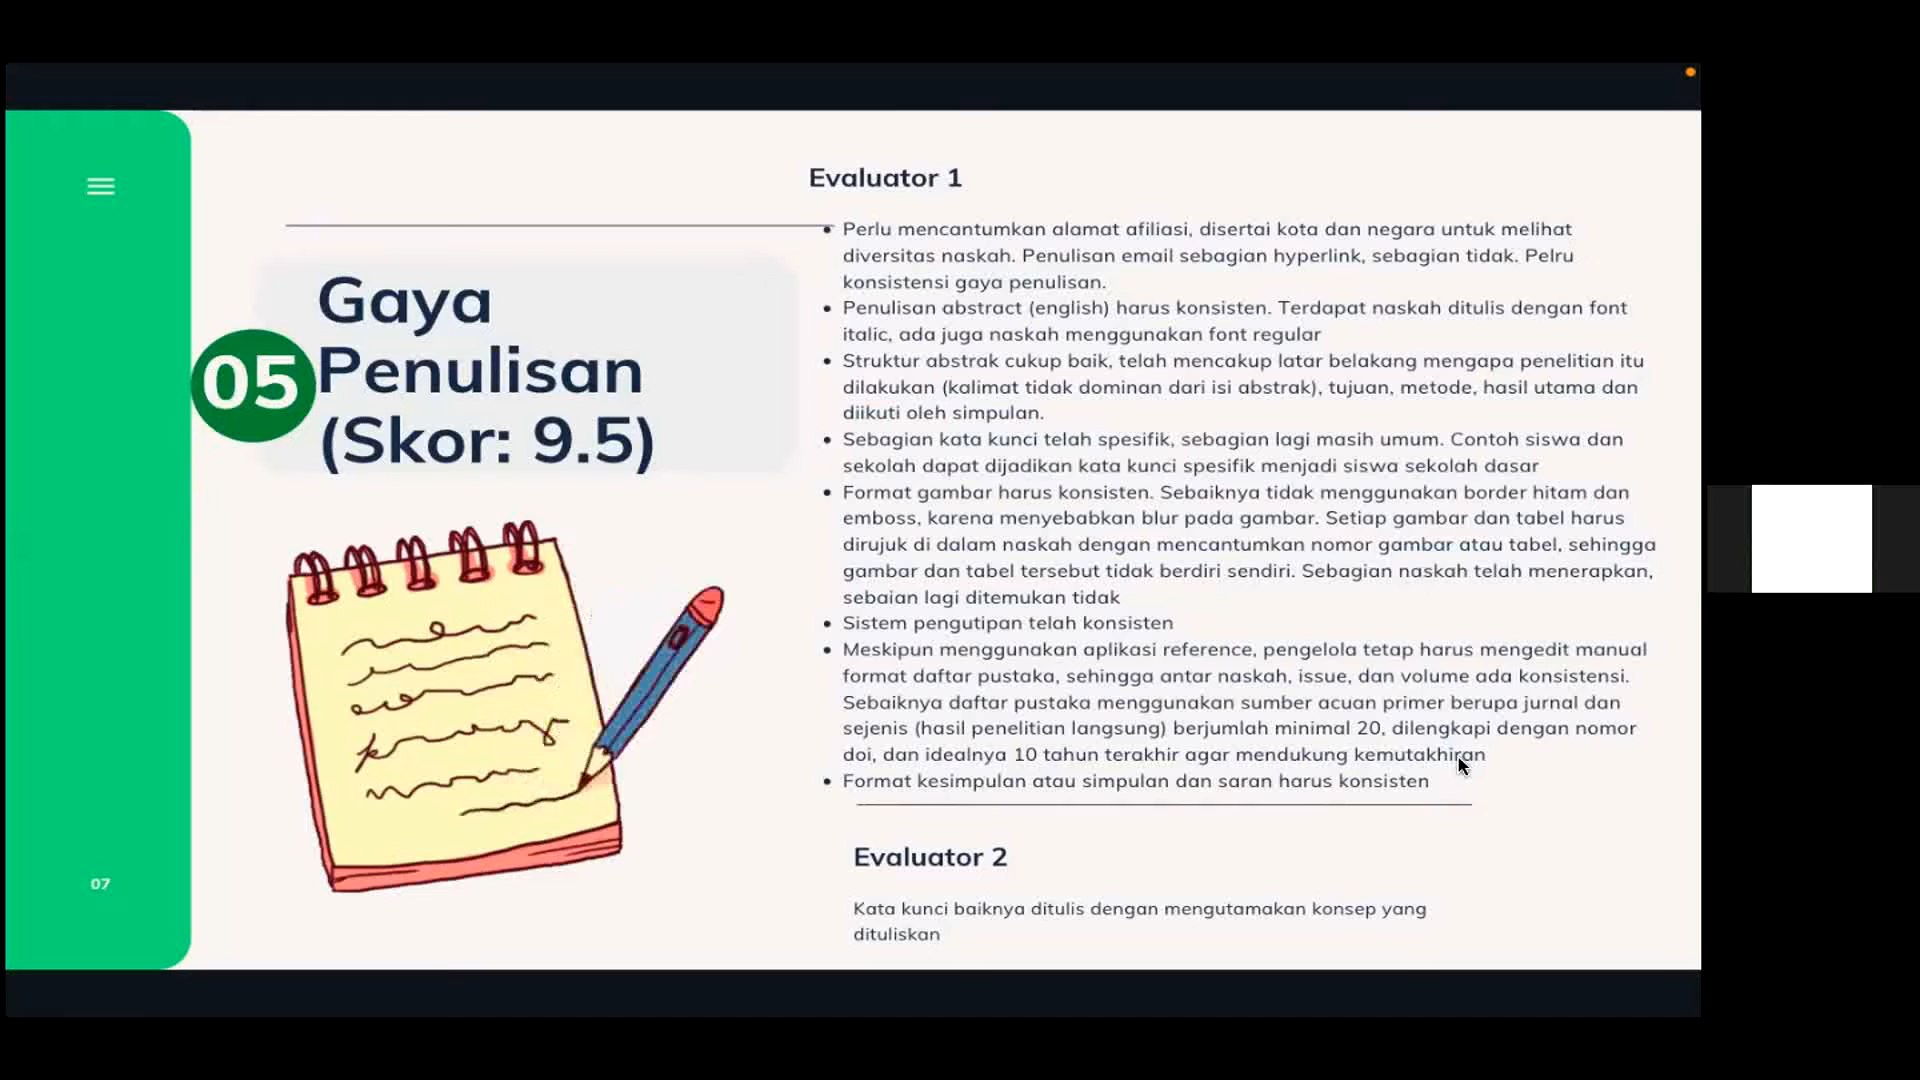 Evaluator 1
Gaya
Penulisan
(Skor: 9.5)
05
Perlu mencantumkan alamat afiliasi, disertai kota dan negara untuk melihat
diversitas naskah. Penulisan email sebagian hyperlink, sebagian tidak. Pelru
konsistensi gaya penulisan.
Penulisan abstract (english) harus konsisten. Terdapat naskah ditulis dengan font
italic, ada juga naskah menggunakan font regular
Struktur abstrak cukup baik, telah mencakup latar belakang mengapa penelitian itu
dilakukan (kalimat tidak dominan dari isi abstrak), tujuan, metode, hasil utama dan
diikuti oleh simpulan.
Sebagian kata kunci telah spesifik, sebagian lagi masih umum. Contoh siswa dan
sekolah dapat dijadikan kata kunci spesifik menjadi siswa sekolah dasar
Format gambar harus konsisten. Sebaiknya tidak menggunakan border hitam dan
emboss, karena menyebabkan blur pada gambar. Setiap gambar dan tabel harus
dirujuk di dalam naskah dengan mencantumkan nomor gambar atau tabel, sehingga
gambar dan tabel tersebut tidak berdiri sendiri. Sebagian naskah telah menerapkan,
sebaian lagi ditemukan tidak
Sistem pengutipan telah konsisten
Meskipun menggunakan aplikasi reference, pengelola tetap harus mengedit manual
format daftar pustaka, sehingga antar naskah, issue, dan volume ada konsistensi.
Sebaiknya daftar pustaka menggunakan sumber acuan primer berupa jurnal dan
sejenis (hasil penelitian langsung) berjumlah minimal 20, dilengkapi dengan nomor
doi, dan idealnya 10 tahun terakhir agar mendukung kemutakhiran
Format kesimpulan atau simpulan dan saran harus konsisten
Evaluator 2
Kata kunci baiknya ditulis dengan mengutamakan konsep yang
dituliskan
07